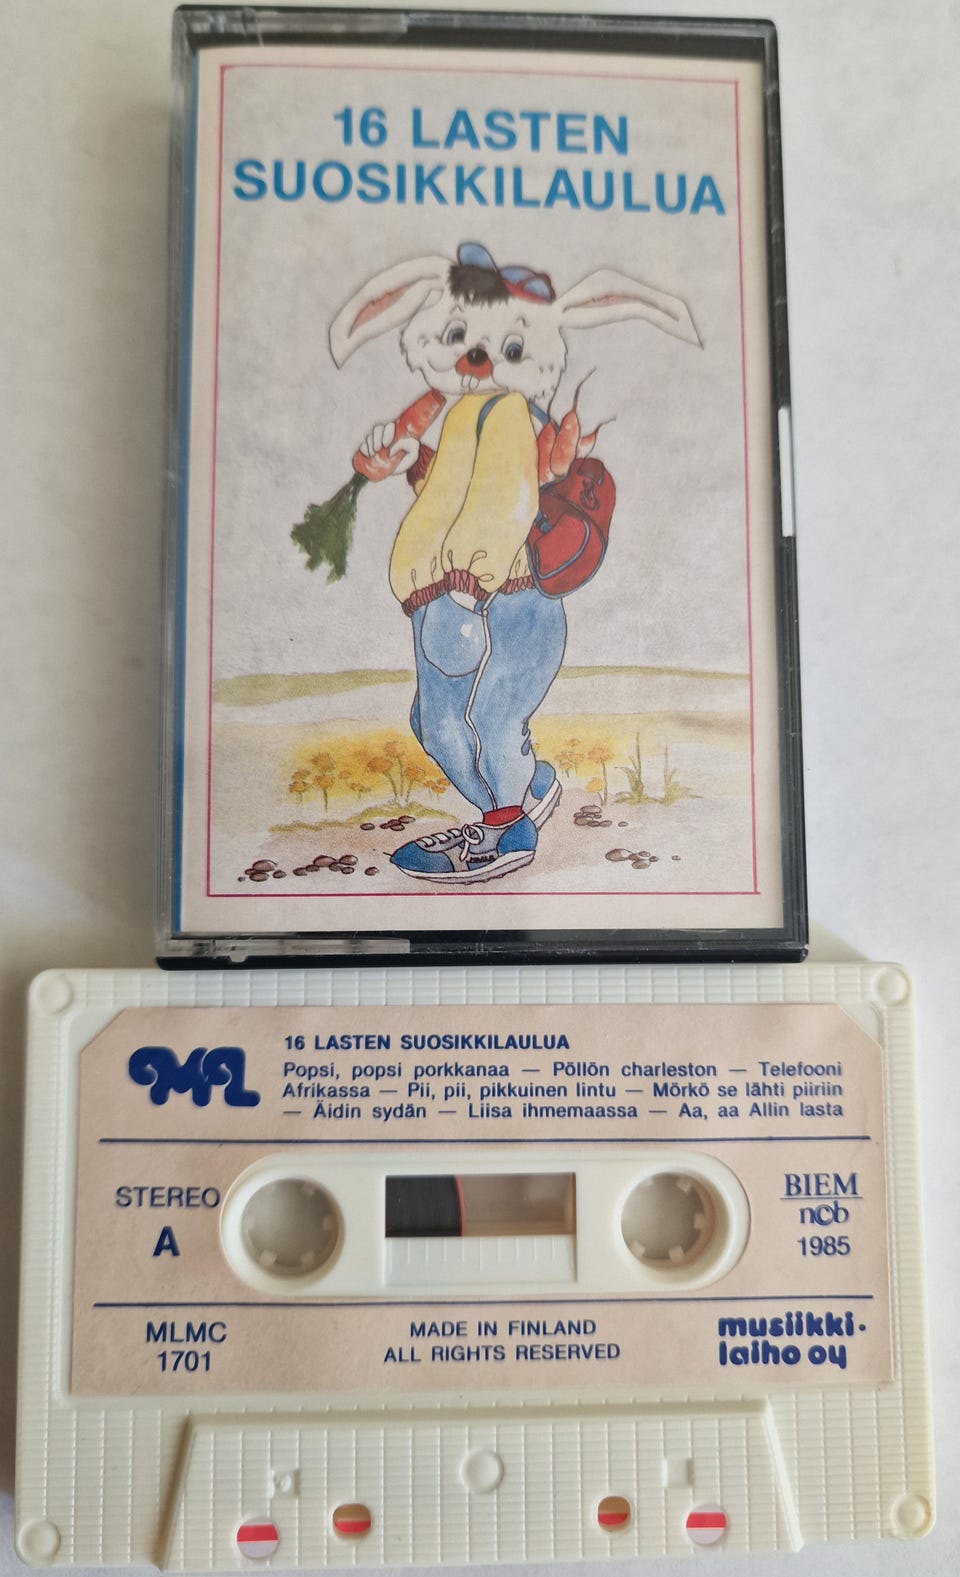 16 LASTEN
SUOSIKKILAULUA
16 LASTEN SUOSIKKILAULUA
Popsi, popsi porkkanaa — Pöllön charleston — Telefooni
Afrikassa — Pii, pii, pikkuinen lintu — Mörkö se lähti piiriin
— Äidin sydän — Liisa ihmemaassa — Aa, aa Allin lasta
ML
STEREO
A
BIEM
ncb
1985
MLMC
1701
MADE IN FINLAND
ALL RIGHTS RESERVED
musiikki-
laiho oy